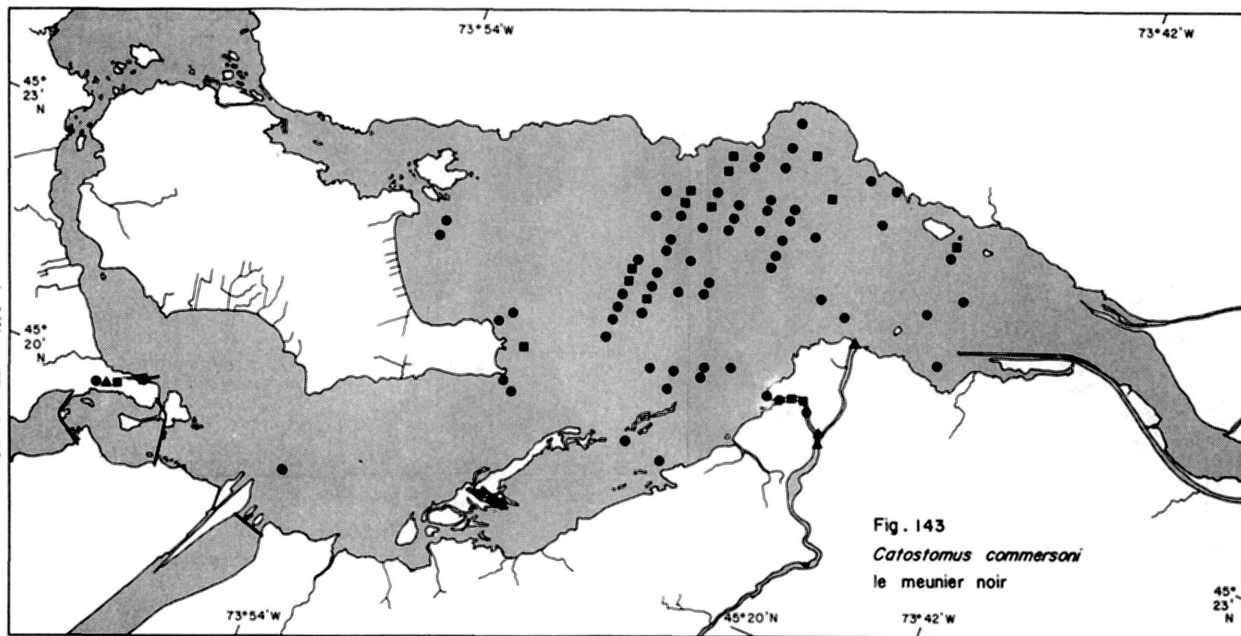 73°54'W
73°42'W
45°
23'
N
45°
20'
N
Fig. 143
Catostomus commersoni
le meunier noir
73°54'W
45°20'N
73°42'W
45°
23'
N